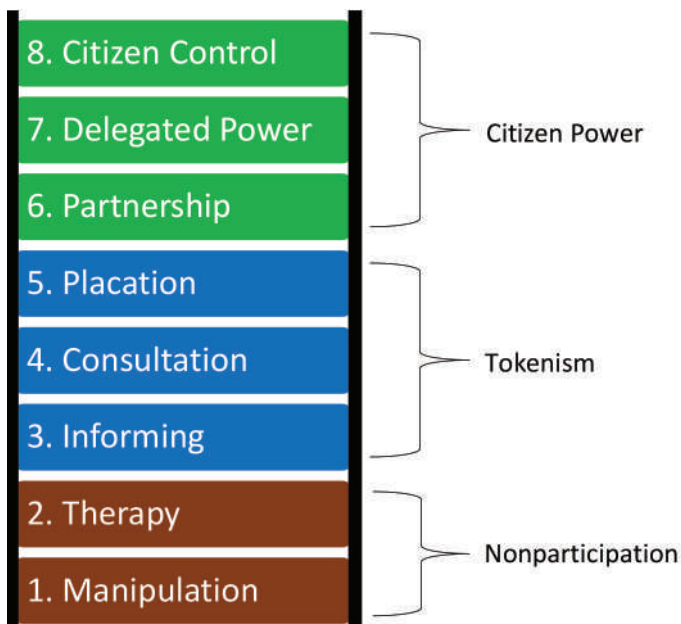 8. Citizen Control
7. Delegated Power
6. Partnership
Citizen Power
5. Placation
4. Consultation
3. Informing
Tokenism
2. Therapy
1. Manipulation
Nonparticipation